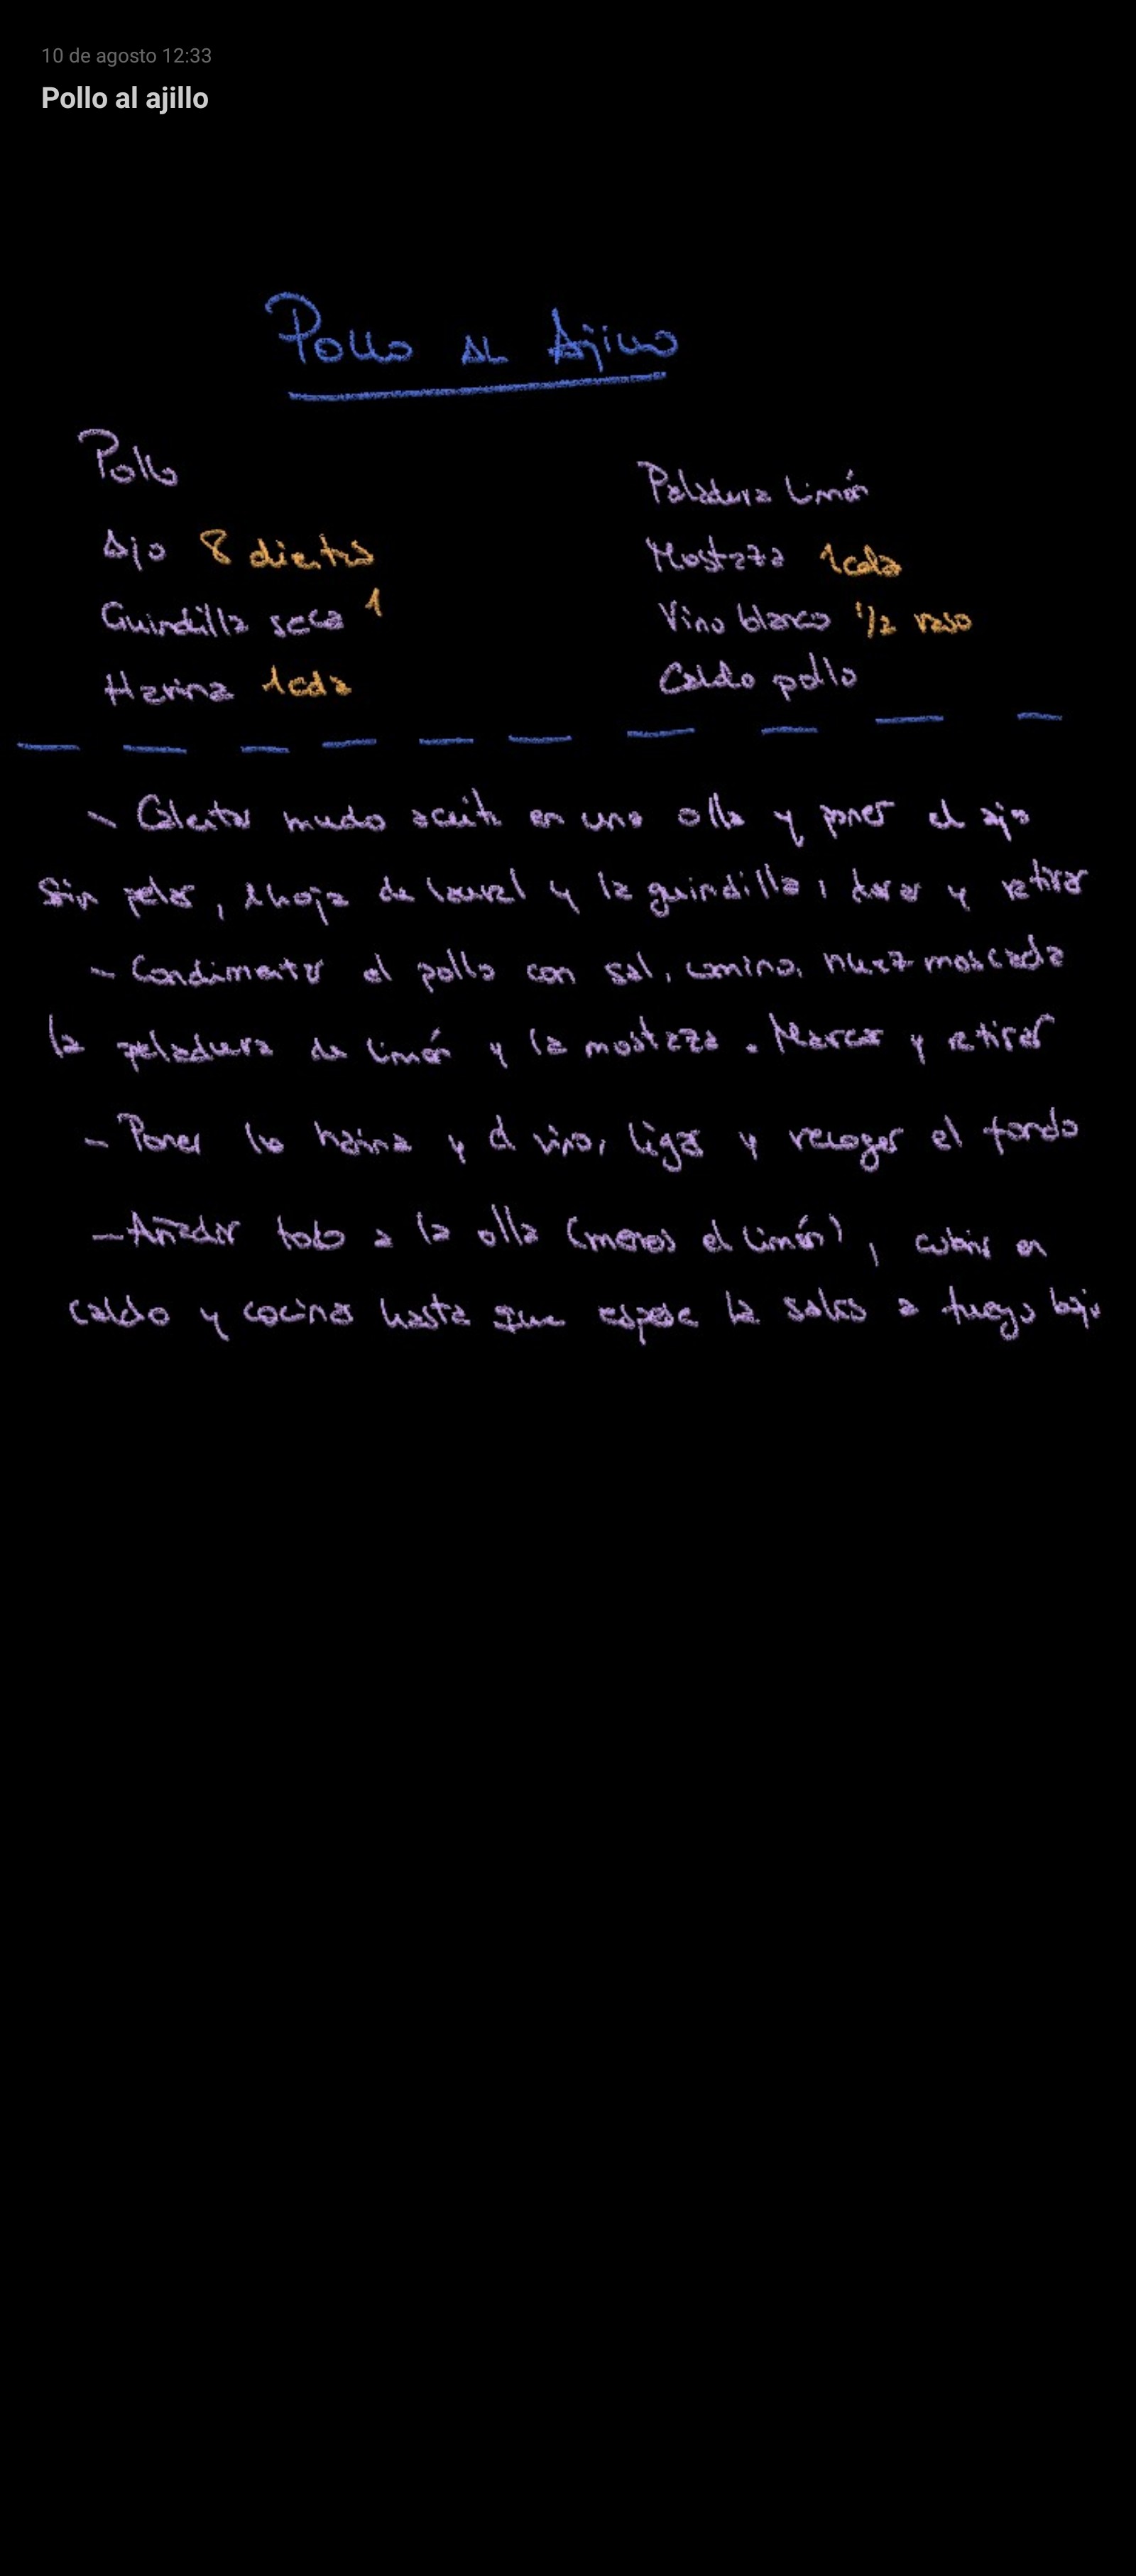 10 de agosto 12:33
Pollo al ajillo
Pollo al Ajillo
Pollo
Ajo 8 dientes
Guindilla seca 1
Harina 1cda
Peladura Limón
Mostaza 1cda
Vino blanco 1/2 vaso
Caldo pollo
- Calentar mucho aceite en una olla y poner el ajo
sin pelar, 1 hoja de laurel y la guindilla, dorar y retirar
- Condimentar el pollo con sal, comino, nuez moscada
la peladura de limón y la mostaza. Marcar y retirar
- Poner la harina y el vino, ligar y recoger el fondo
- Añadir todo a la olla (menos el limón), cubrir en
caldo y cocinar hasta que espese la salsa a fuego bajo